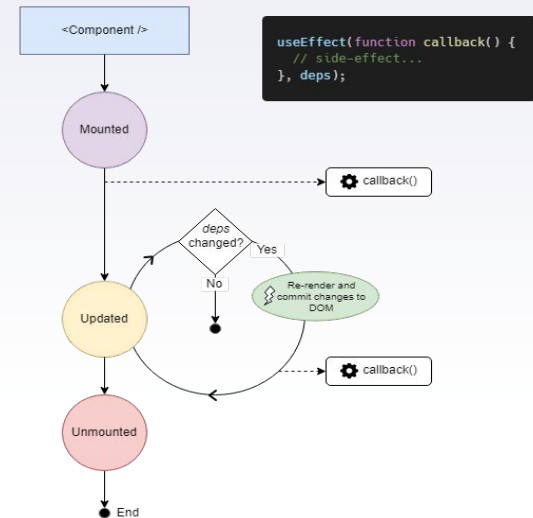 <Component />
useEffect(function callback() {
// side-effect...
}, deps);
Mounted
callback()
deps
changed?
Yes
No
Re-render and
commit changes to
DOM
Updated
callback()
Unmounted
End